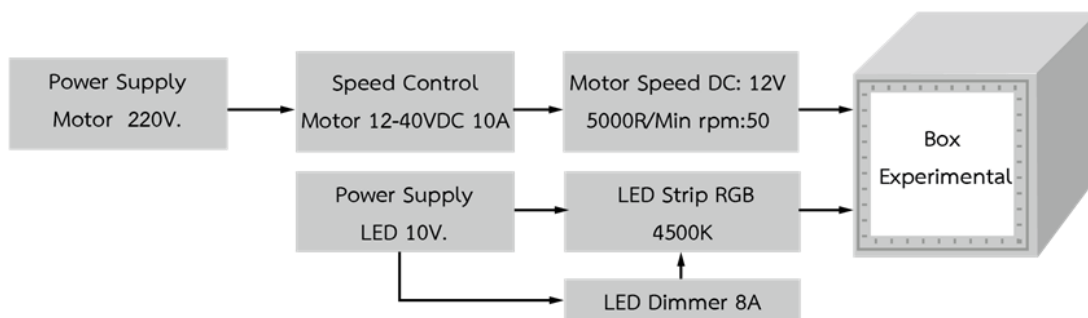 Power Supply
Motor 220V.
Speed Control
Motor 12-40VDC 10A
Motor Speed DC: 12V
5000R/Min rpm:50
Box
Experimental
Power Supply
LED 10V.
LED Strip RGB
4500K
LED Dimmer 8A